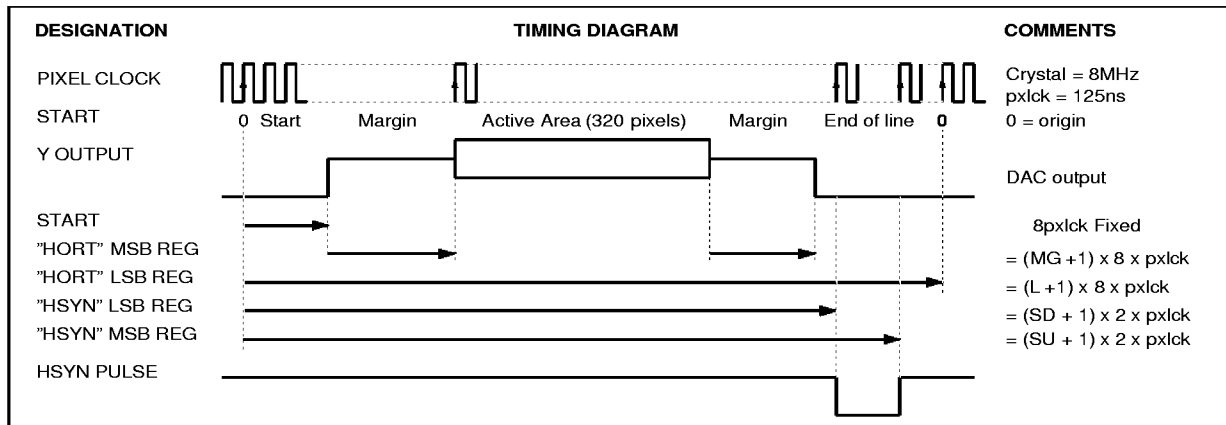 DESIGNATION TIMING DIAGRAM COMMENTS
PIXEL CLOCK Crystal = 8MHz
pxlck = 125ns
START 0 Start Margin Active Area (320 pixels) Margin End of line 0 0 = origin
Y OUTPUT
DAC output
START 8pxlck Fixed
"HORT" MSB REG = (MG +1) x 8 x pxlck
"HORT" LSB REG = (L +1) x 8 x pxlck
"HSYN" LSB REG = (SD + 1) x 2 x pxlck
"HSYN" MSB REG = (SU + 1) x 2 x pxlck
HSYN PULSE